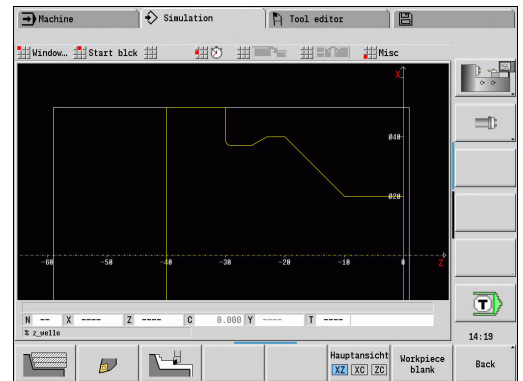 Machine Simulation Tool editor
Window... Start blck Misc
X
Ø40
Ø20
-60 -50 -40 -30 -20 -10 0 Z
N -- X ---- Z ---- C 0.000 Y ---- T ----
% z_welle
T
14:19
Hauptansicht
XZ XC ZC
Workpiece blank
Back